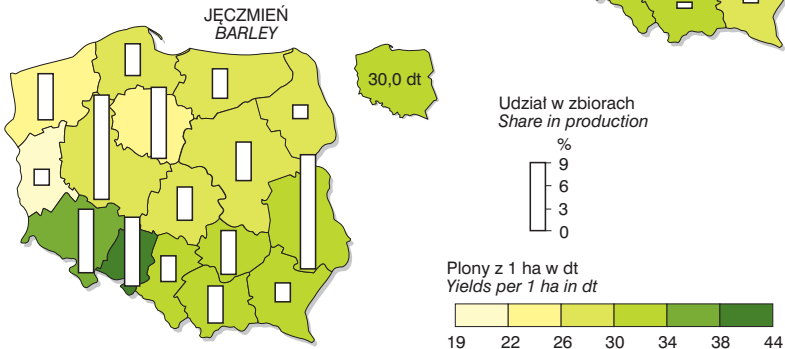 JĘCZMIEŃ
BARLEY
30,0 dt
Udział w zbiorach
Share in production
%
9
6
3
0
Plony z 1 ha w dt
Yields per 1 ha in dt
19 22 26 30 34 38 44